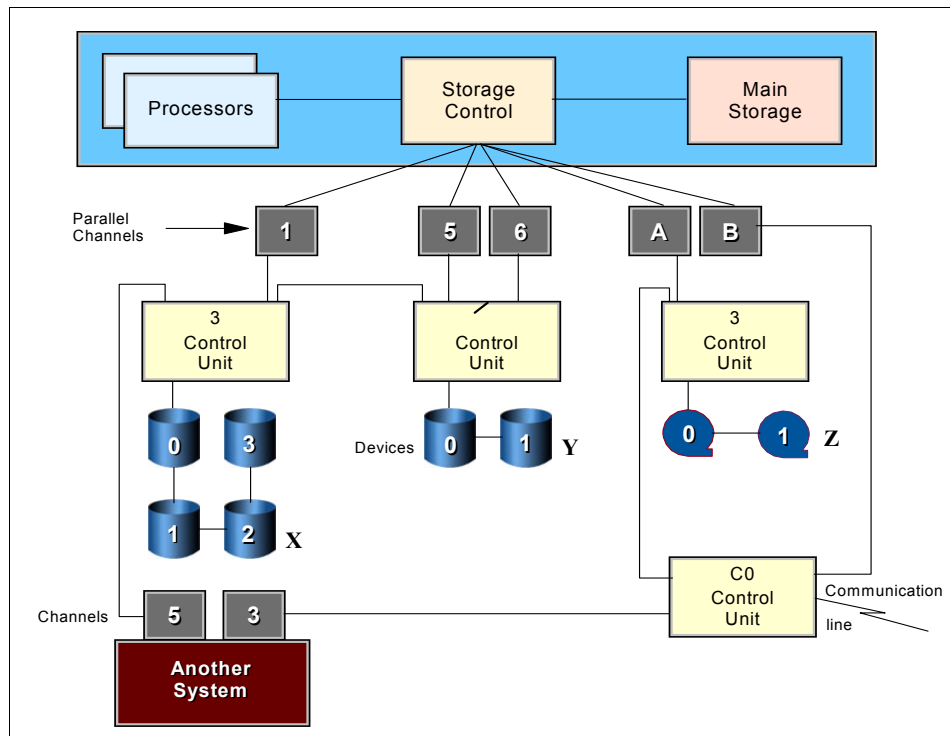 Processors
Storage
Control
Main
Storage
Parallel
Channels
1
5
6
A
B
3
Control
Unit
Control
Unit
3
Control
Unit
0
3
Devices
0
1
Y
0
1
Z
1
2
X
C0
Control
Unit
Communication
line
Channels
5
3
Another
System